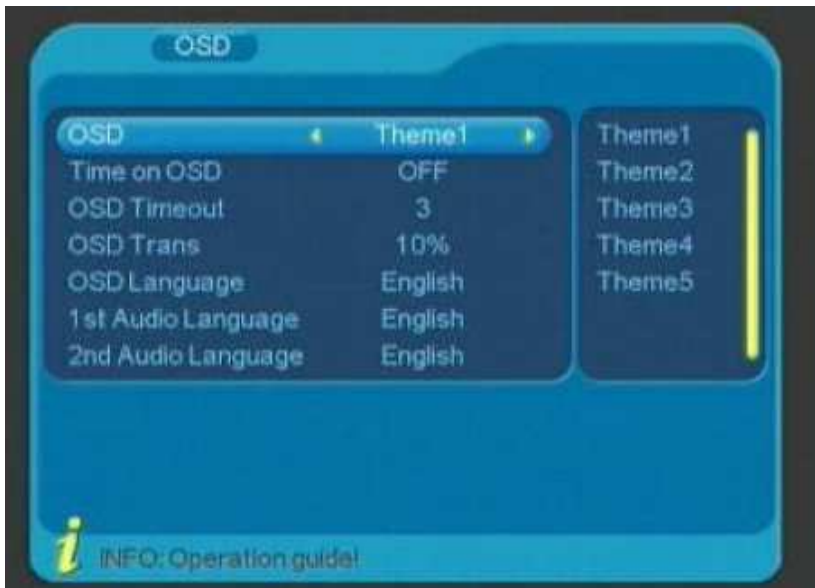 OSD
OSD Theme1
Time on OSD OFF
OSD Timeout 3
OSD Trans 10%
OSD Language English
1st Audio Language English
2nd Audio Language English
Theme1
Theme2
Theme3
Theme4
Theme5
i INFO: Operation guide!